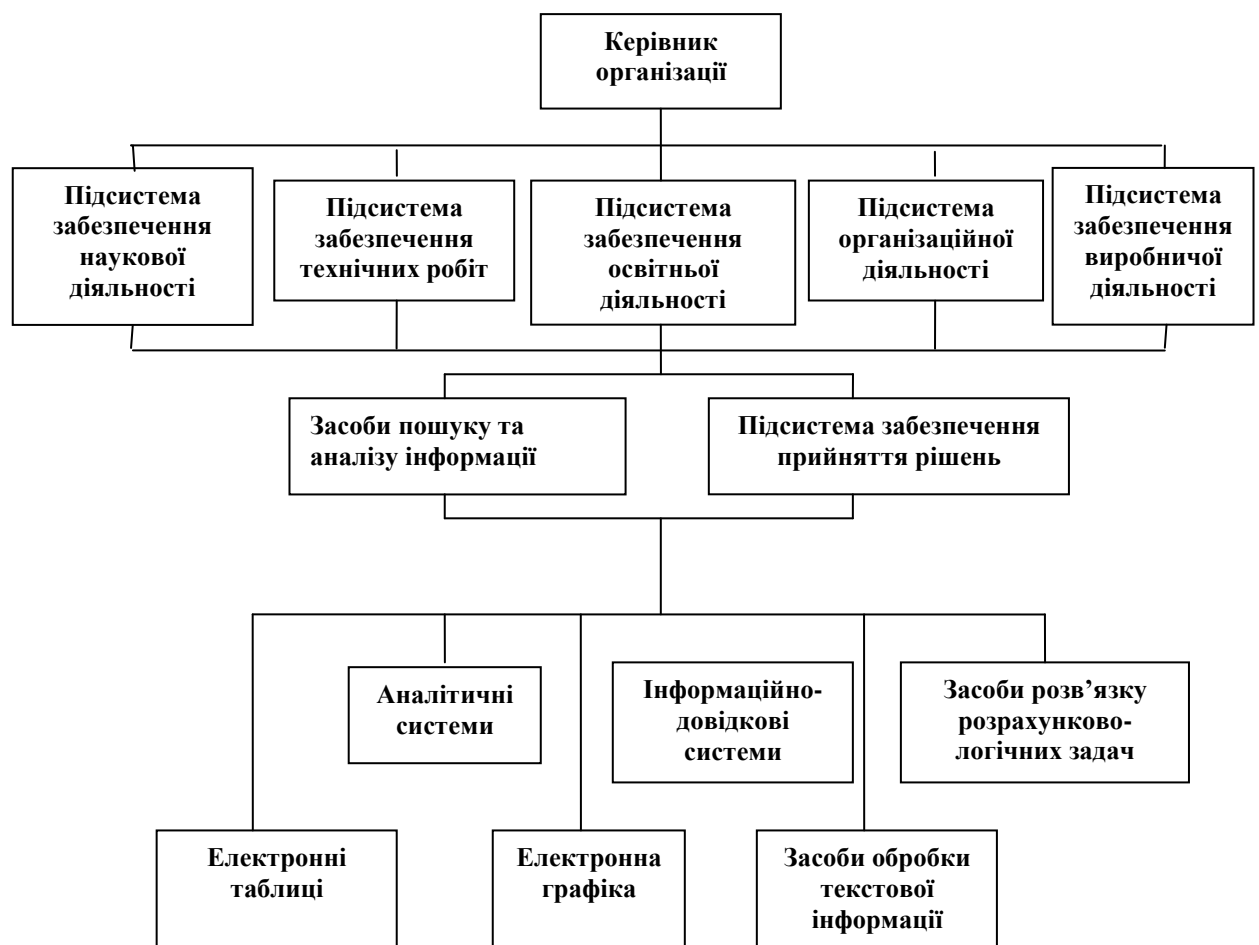 Керівник
організації
Підсистема
забезпечення
наукової
діяльності
Підсистема
забезпечення
технічних робіт
Підсистема
забезпечення
освітньої
діяльності
Підсистема
організаційної
діяльності
Підсистема
забезпечення
виробничої
діяльності
Засоби пошуку та
аналізу інформації
Підсистема забезпечення
прийняття рішень
Аналітичні
системи
Інформаційно-
довідкові
системи
Засоби розв’язку
розрахунково-
логічних задач
Електронні
таблиці
Електронна
графіка
Засоби обробки
текстової
інформації